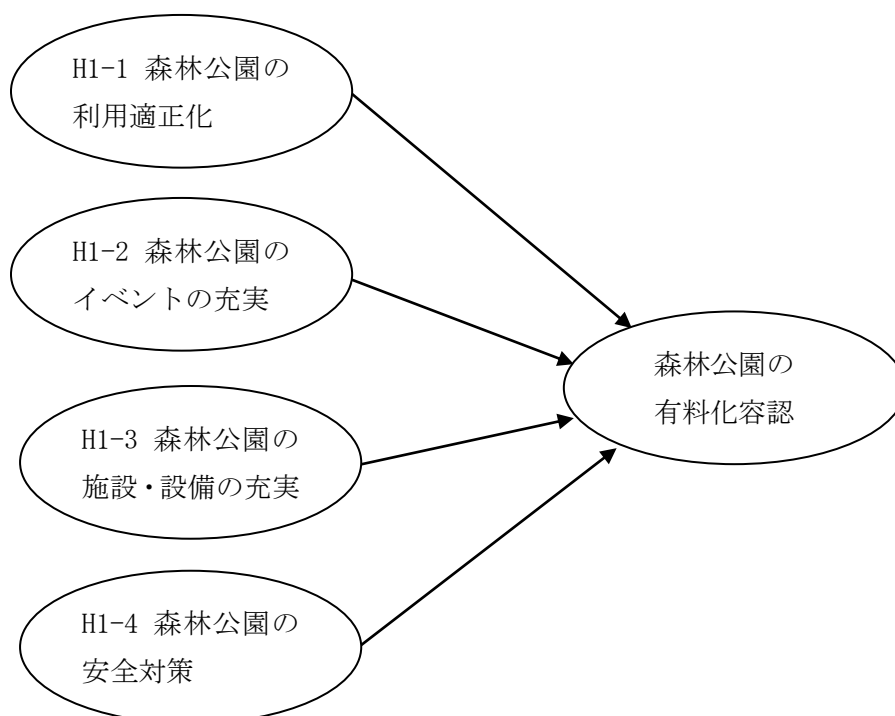 H1-1 森林公園の
利用適正化
H1-2 森林公園の
イベントの充実
H1-3 森林公園の
施設・設備の充実
H1-4 森林公園の
安全対策
森林公園の
有料化容認